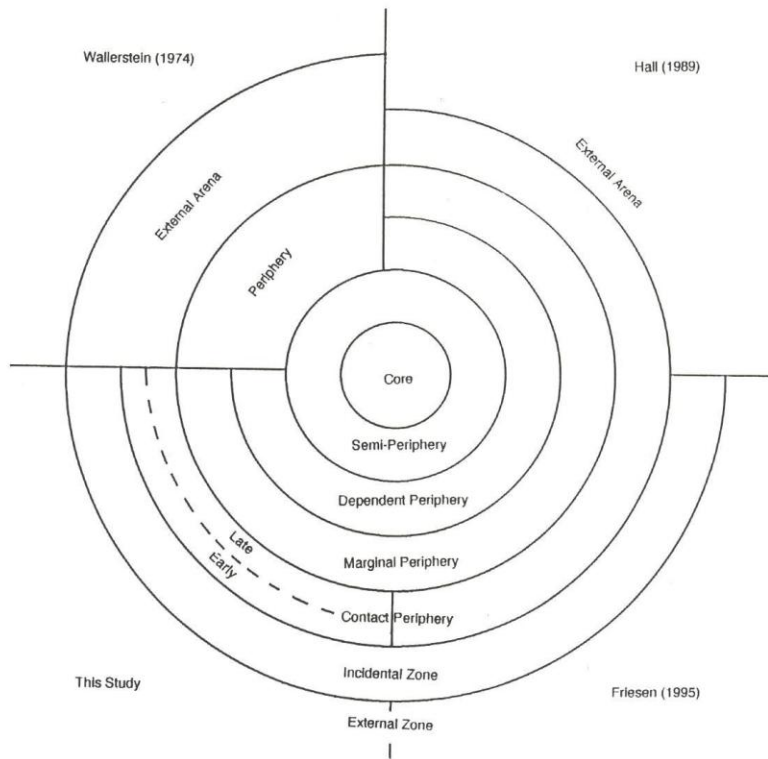 Wallerstein (1974)
Hall (1989)
External Arena
External Arena
Periphery
Core
Semi-Periphery
Dependent Periphery
Late
Early
Marginal Periphery
Contact Periphery
Incidental Zone
This Study
Friesen (1995)
External Zone